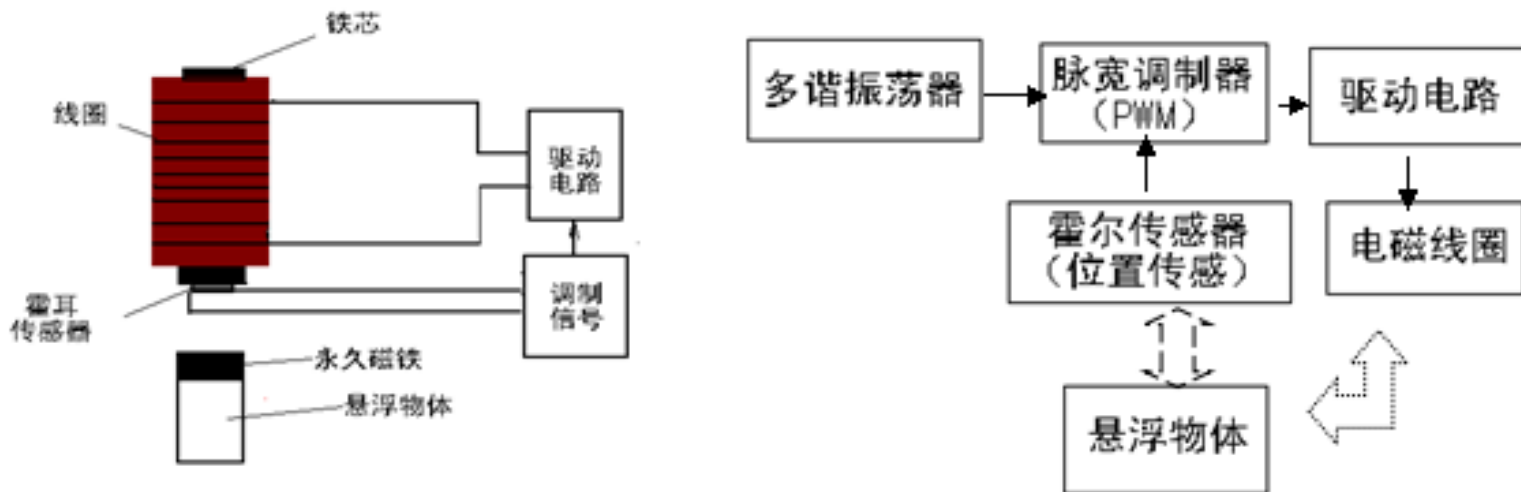 铁芯
线圈
驱动
电路
霍耳
传感器
调制
信号
永久磁铁
悬浮物体
多谐振荡器
脉宽调制器
（PWM）
驱动电路
霍尔传感器
（位置传感）
电磁线圈
悬浮物体